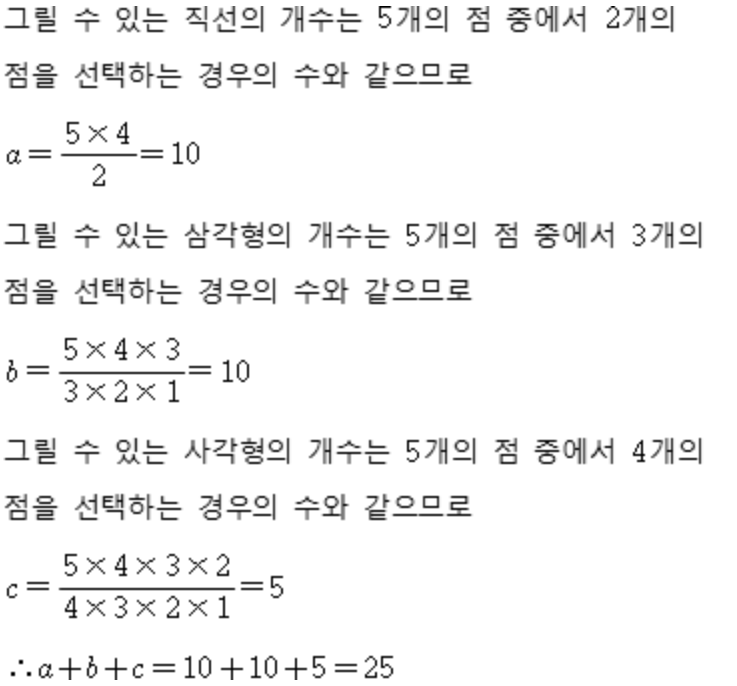 그릴 수 있는 직선의 개수는 5개의 점 중에서 2개의
점을 선택하는 경우의 수와 같으므로
a = \frac{5×4}{2} = 10
그릴 수 있는 삼각형의 개수는 5개의 점 중에서 3개의
점을 선택하는 경우의 수와 같으므로
b = \frac{5×4×3}{3×2×1} = 10
그릴 수 있는 사각형의 개수는 5개의 점 중에서 4개의
점을 선택하는 경우의 수와 같으므로
c = \frac{5×4×3×2}{4×3×2×1} = 5
∴ a+b+c = 10+10+5 = 25